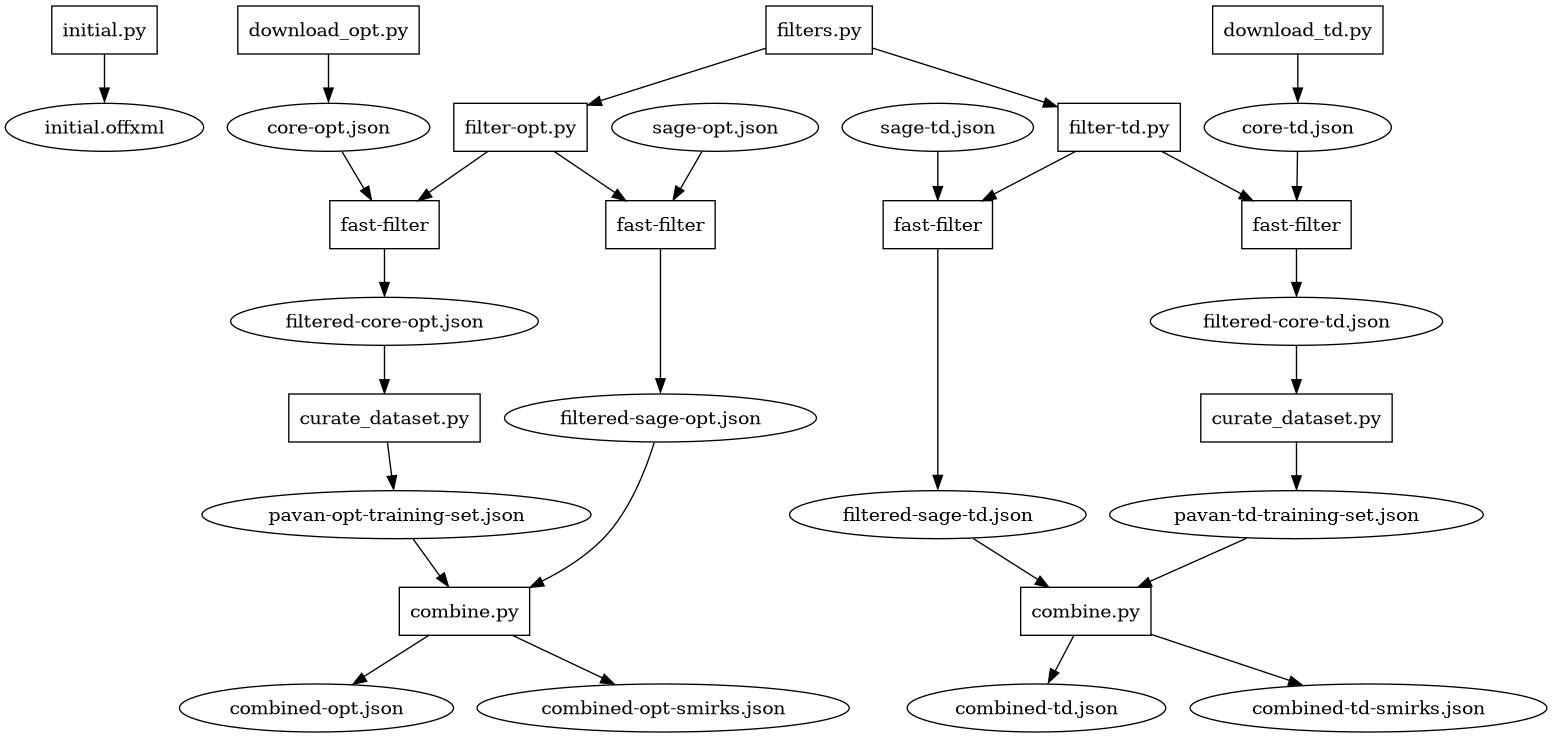 initial.py
download_opt.py
filters.py
download_td.py
initial.offxml
core-opt.json
filter-opt.py
sage-opt.json
sage-td.json
filter-td.py
core-td.json
fast-filter
fast-filter
fast-filter
fast-filter
filtered-core-opt.json
filtered-core-td.json
curate_dataset.py
filtered-sage-opt.json
curate_dataset.py
pavan-opt-training-set.json
filtered-sage-td.json
pavan-td-training-set.json
combine.py
combine.py
combined-opt.json
combined-opt-smirks.json
combined-td.json
combined-td-smirks.json